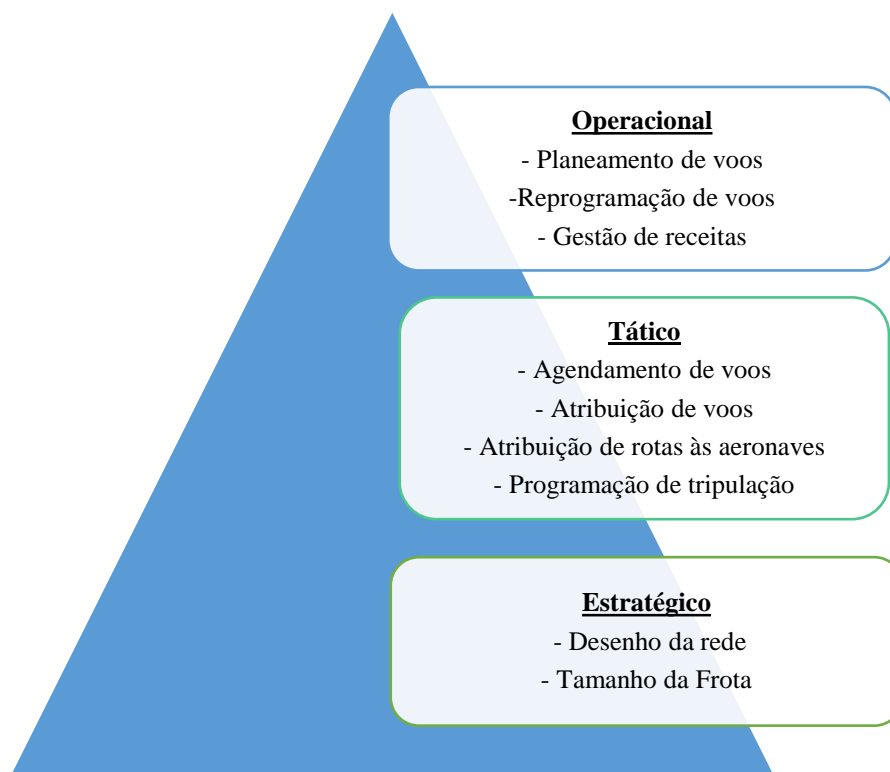 Operacional
- Planeamento de voos
-Reprogramação de voos
- Gestão de receitas
Tático
- Agendamento de voos
- Atribuição de voos
- Atribuição de rotas às aeronaves
- Programação de tripulação
Estratégico
- Desenho da rede
- Tamanho da Frota